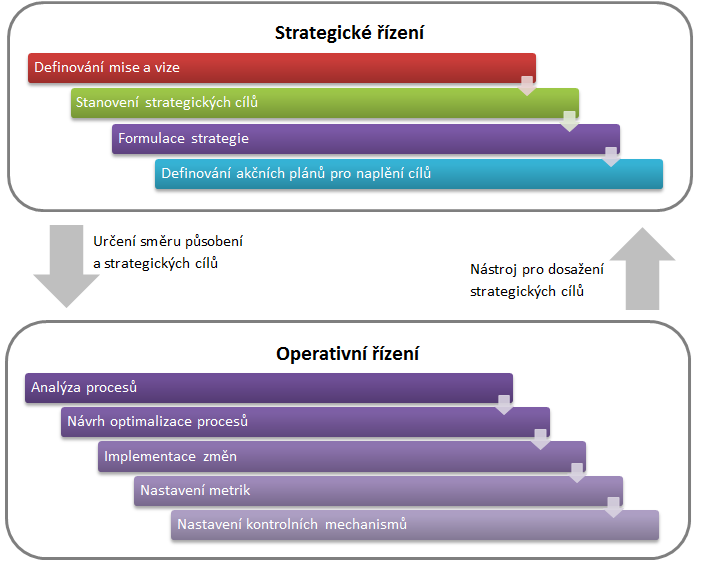 Strategické řízení
Definování mise a vize
Stanovení strategických cílů
Formulace strategie
Definování akčních plánů pro naplění cílů
Určení směru působení
a strategických cílů
Nástroj pro dosažení
strategických cílů
Operativní řízení
Analýza procesů
Návrh optimalizace procesů
Implementace změn
Nastavení metrik
Nastavení kontrolních mechanismů